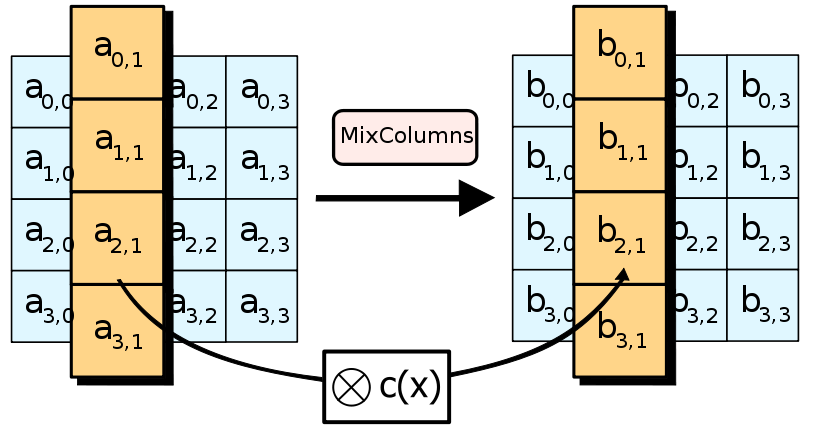 a0,0 a0,1 a0,2 a0,3
a1,0 a1,1 a1,2 a1,3
a2,0 a2,1 a2,2 a2,3
a3,0 a3,1 a3,2 a3,3
MixColumns
b0,0 b0,1 b0,2 b0,3
b1,0 b1,1 b1,2 b1,3
b2,0 b2,1 b2,2 b2,3
b3,0 b3,1 b3,2 b3,3
⊗ c(x)